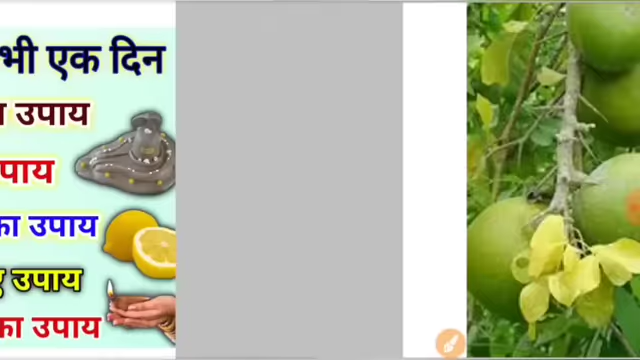 भी एक दिन
उपाय
पाय
का उपाय
उपाय
का उपाय